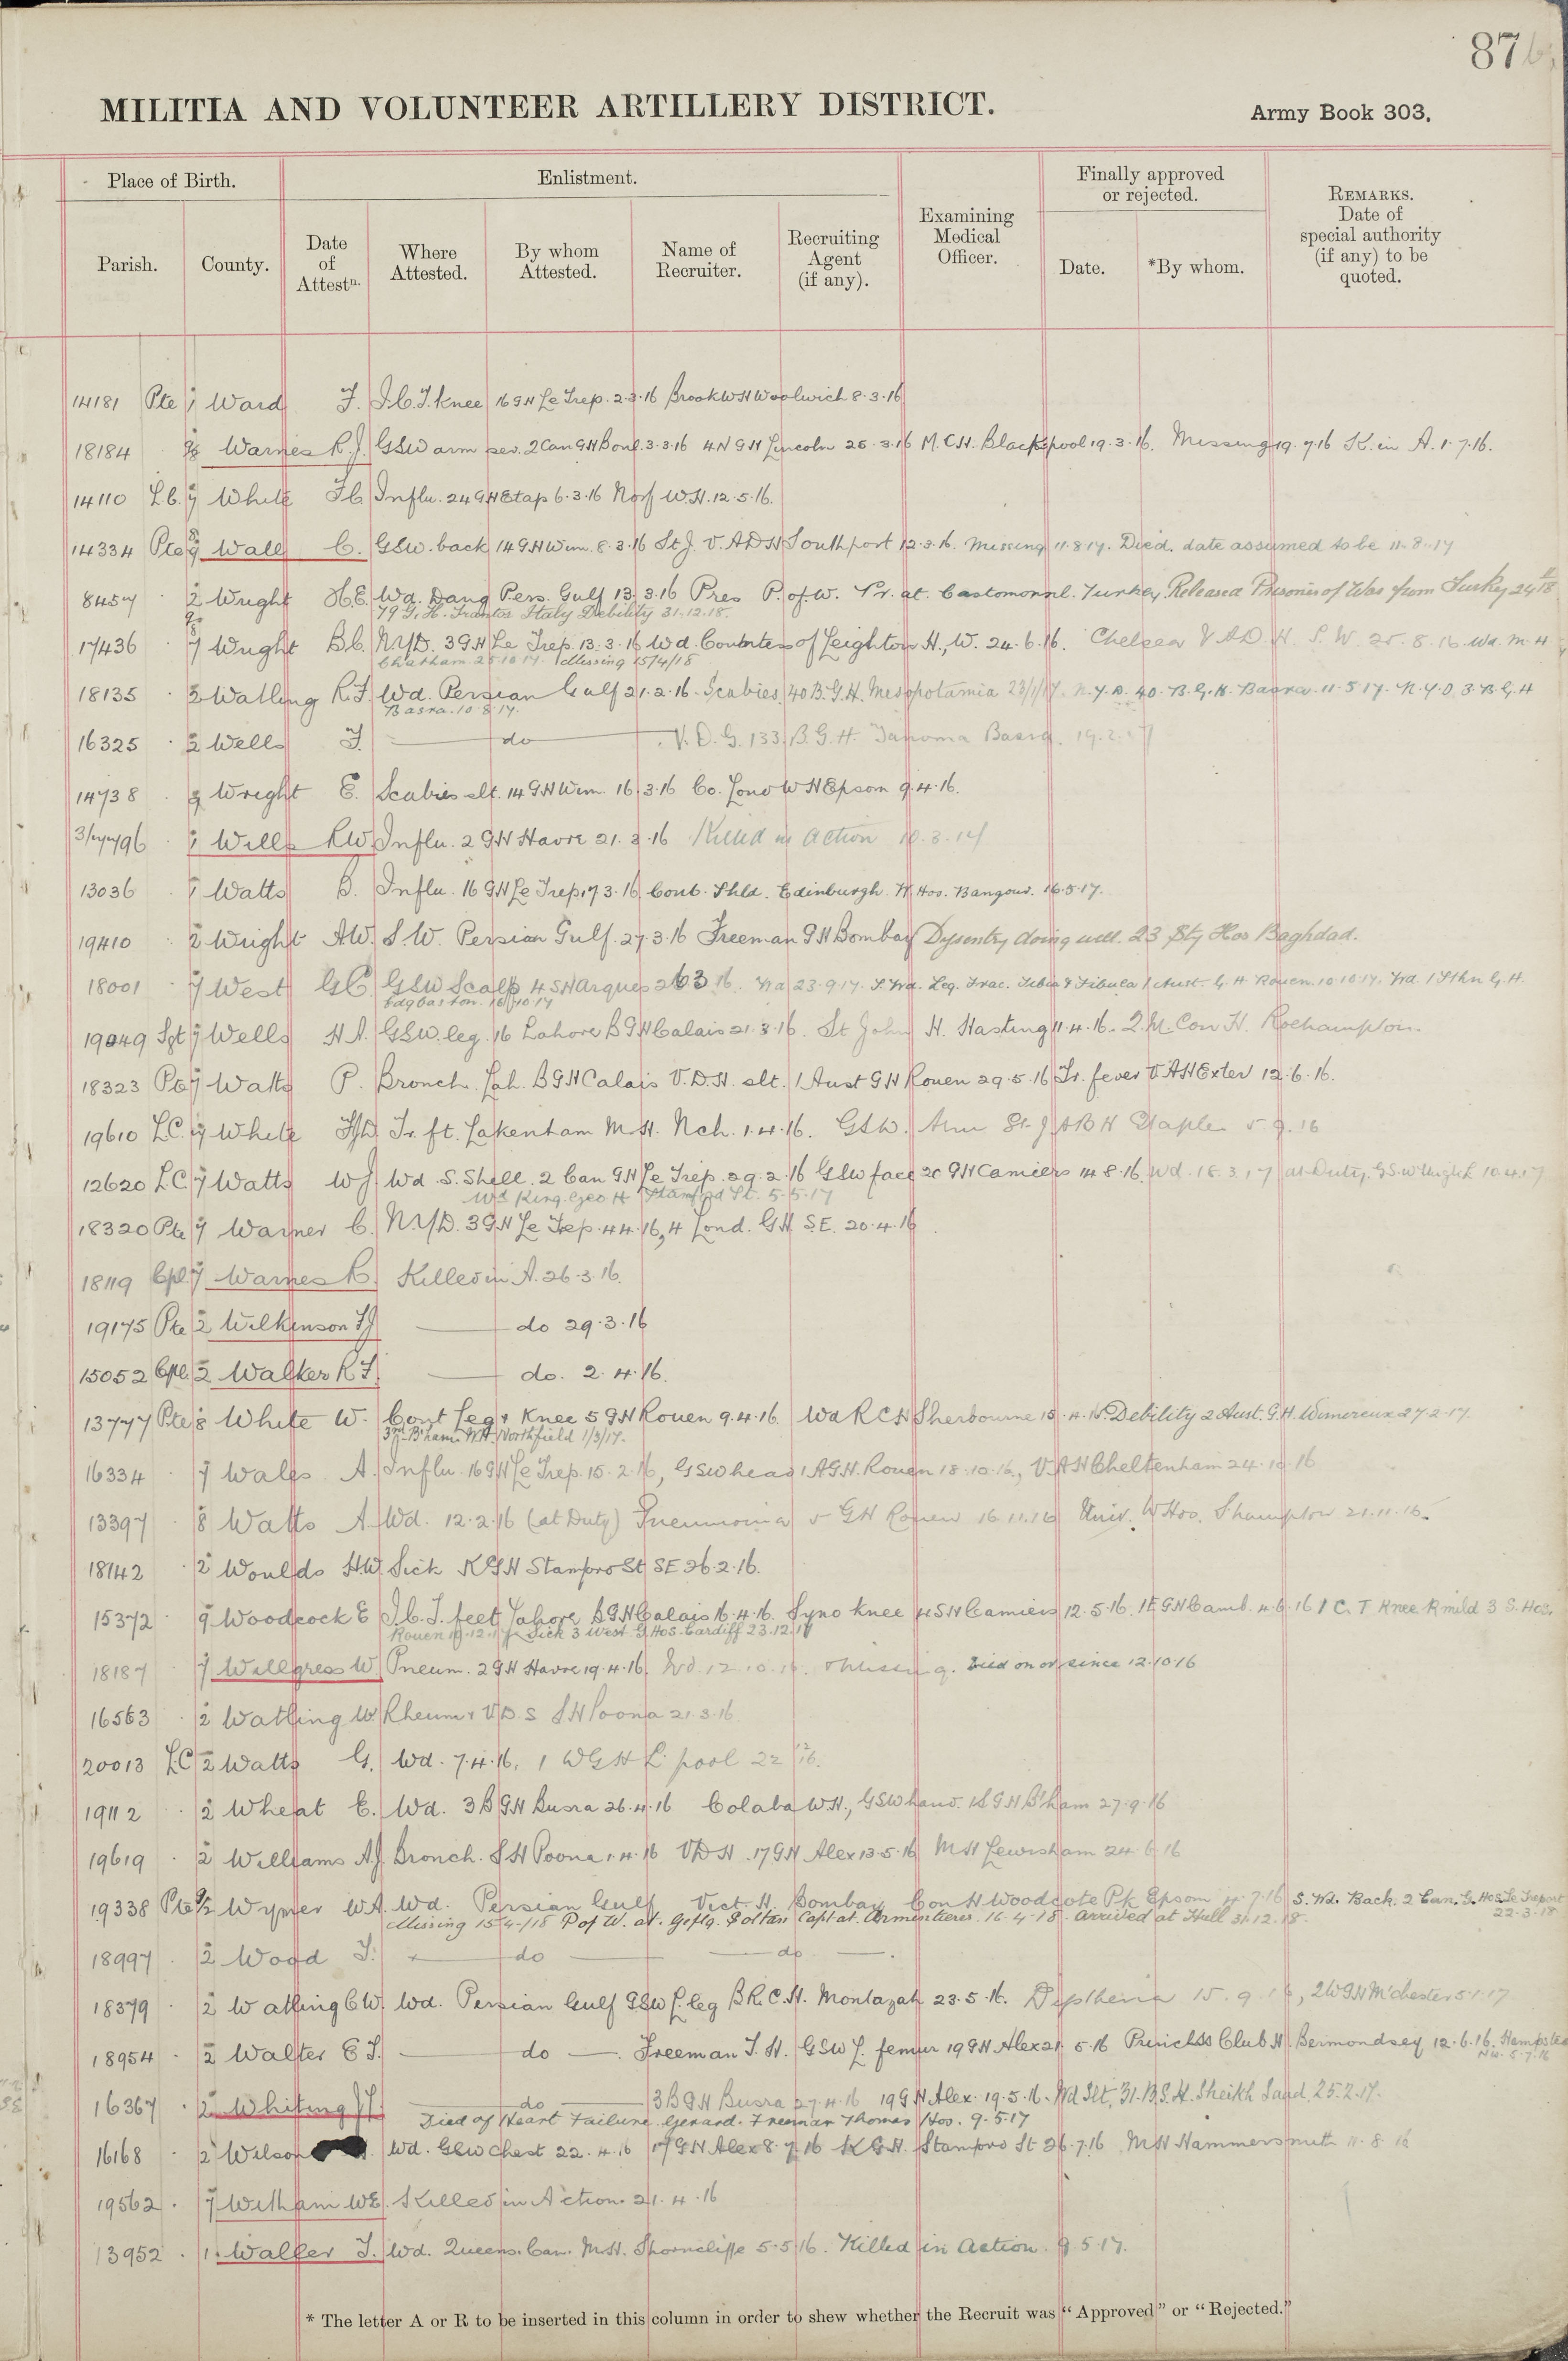 87
MILITIA AND VOLUNTEER ARTILLERY DISTRICT.
Army Book 303.
Place of Birth.
Enlistment.
Finally approved
or rejected.
Parish.
County.
Date
of
Attestn.
Where
Attested.
By whom
Attested.
Name of
Recruiter.
Recruiting
Agent
(if any).
Examining
Medical
Officer.
Date.
*By whom.
REMARKS.
Date of
special authority
(if any) to be
quoted.
14181 Pte 1 Ward F. I.C.T. knee 16 GH Le Trep. 2.3.16 Brook WH Woolwich 8.3.16
18184 Warnes R.J. GSW arm sev. 2 Can GH Boul. 3.3.16 4 N GH Lincoln 25.3.16 M.C.H. Blackpool 19.3.16. Missing 19.7.16 K. in A. 1.7.16.
14110 L.C. 7 White Influ. 24 GH Etap 6.3.16 Norf W.H. 12.5.16.
14334 Pte 9 Wall C. GSW. back 14 GH Wim. 8.3.16 St J. V.A.D.H Southport 12.3.16. Missing 11.8.17. Died. date assumed to be 11.8.17
8457 2 Wright H.E. Wd. Dang Pers. Gulf 13.3.16 Pres P. of W. Pr. at. Castomonnil. Turkey. Released Prisoner of War from Turkey
79 G.H. Trantos Italy Debility 31.12.18.
17436 7 Wright B.C. N.Y.D. 3 GH Le Trep. 13.3.16 Wd. Countess of Leighton H., W. 24.6.16. Chelsea V.A.D. H. S.W. 25.8.16. Wd. M.H
Chatham 25.10.17 Missing 15/4/18
18135 2 Watling R.F. Wd. Persian Gulf 21.2.16. Scabies, 40 B.G.H. Mesopotamia 23/1/17. N.Y.D. 40. B.G.H. Basra. 11.5.17. N.Y.D. 3.B.G.H
Basra. 10.8.17.
16325 2 Wells J. do V.D.G. 133. B.G.H. Basra. 19.2.17
14738 9 Wright E. Scabies slt. 14 GH Wim. 16.3.16 Co. Lond WH Epsom 9.4.16.
1 Wells R.W. Influ. 2 GH Havre 21.3.16 Killed in Action 10.3.17
13036 1 Watts B. Influ. 16 GH Le Trep. 17.3.16 Cont. Shld. Edinburgh. W. Hos. Bangour. 16.5.17.
19410 2 Wright A.W. S.W. Persian Gulf. 27.3.16 Freeman GH Bombay Dysentry doing well. 23 Sty Hos Baghdad.
18001 7 West G.C. GSW Scalp 4 SH Arques 26.3.16. Wd 23.9.17. S.Wd. Leg. Frac. Tibia & Fibula 1 Aust. G.H. Rouen. 10.10.17. Wd. 1 Sthn G.H.
Edgbaston. 16/10/17
19049 Sgt 7 Wells H.A. GSW. leg. 16 Lahore B GH Calais 21.3.16. St John H. Hasting 11.4.16. Q.M. Con H. Roehampton.
18323 Pte 7 Watts P. Bronch. Lah. B GH Calais V.D.H. slt. 1 Aust GH Rouen 29.5.16 Tr. fever V.A.H Exter 12.6.16.
19610 L.C. 7 White Tr. ft. Lakenham M.H. Nch. 1.4.16. GSW. Arm St. J. A B H Etaples 5.9.16
12620 L.C. 7 Watts W.J. Wd. S. Shell. 2 Can GH Le Trep. 29.2.16 GSW face 20 GH Camiers 14.8.16. Wd. 18.3.17 at Duty, GSW thigh L 10.4.17
Wd King. Geo H Stamford St. 5.5.17
18320 Pte 7 Warner C. N.Y.D. 3 GH Le Trep. 4.4.16, 4 Lond. GH S.E. 20.4.16
18119 Cpl 7 Warnes R. Killed in A. 26.3.16.
19175 Pte 2 Wilkinson do 29.3.16
15052 Cpl. 2 Walker R F. do. 2.4.16.
13777 Pte 8 White W. Cont Leg & Knee 5 GH Rouen 9.4.16. Wd R C H Sherbourne 15.4.16. Debility 2 Aust. G.H. Wimereux 27.2.17.
3rd B'ham. W.H. Northfield 1/3/17.
16334 7 Wales A. Influ. 16 GH Le Trep. 15.2.16, GSW head 1 AGH. Rouen 18.10.16., V.A.H Cheltenham 24.10.16
13397 8 Watts A. Wd. 12.2.16 (at Duty) Pneumonia 5 GH Rouen 16.11.16 Univ. W Hos. Shampton 21.11.16.
18142 2 Woulds H.W. Sick K GH Stamford St SE 26.2.16.
15372 9 Woodcock E I.C.T. feet Lahore B GH Calais 16.4.16. Syno knee 4 SH Camiers 12.5.16. 1 E GH Camb. 4.6.16 I C. T Knee R mild 3 S. Hos.
Rouen Sick 3 West. G. Hos. Cardiff 23.12.17
18187 7 Wellgress W Pneum. 2 GH Havre 19.4.16. Wd. 12.10.16. Missing. Died on or since 12.10.16
16563 2 Watling W. Rheum & V.D.S SH Poona 21.3.16.
20013 L.C 2 Watts G. Wd. 7.4.16. 1 WGH L. pool 22
19112 2 Wheat C. Wd. 3 B GH Busra 26.4.16 Colaba W.H., GSW hand. 1 S GH B'ham 27.9.16
19619 2 Williams A.J. Bronch. SH Poona 1.4.16 VDH. 17 GH Alex 13.5.16 MH Lewisham 24.6.16
19338 Pte 2 Wymer W.A. Wd. Persian Gulf Vict. H. Bombay Con H Woodcote Pk Epsom 4.7.16 S. Wd. Back. 2 Can. G. Hos. Le Treport
22.3.18
Missing 15/4/18 P of W. at. Soltau Capt at. Armentieres. 16.4.18. arrived at Hull 31.12.18.
18997 2 Wood J. do do
18379 2 Watling C.W. Wd. Persian Gulf GSW L. leg B.R.C.H. Montazah 23.5.16. Diptheria 15.9.16, 2 W GH M'chester 5.1.17
18954 2 Walter E J. do Freeman T.H. GSW L. femur 19 GH Alex 21.5.16 Princess Club H Bermondsey 12.6.16. Hampstead
N.W. 5.7.16
16367 2 Whiting do 3 B GH Busra 27.4.16 19 GH Alex. 19.5.16. Wd Slt, 31. B.S.H. Sheikh Saad. 25.2.17.
Died of Heart Failure. Gerard. Freeman Thomas Hos. 9.5.17
16168 2 Wilson Wd. GSW Chest 22.4.16 17 GH Alex 8.7.16 K G H. Stamford St 26.7.16 MH Hammersmith 11.8.16
19562 7 Witham W.E. Killed in Action. 21.4.16
13952 1. Waller J. Wd. Queens. Can. M.H. Shorncliffe 5.5.16. Killed in Action. 9.5.17.
* The letter A or R to be inserted in this column in order to shew whether the Recruit was "Approved" or "Rejected."